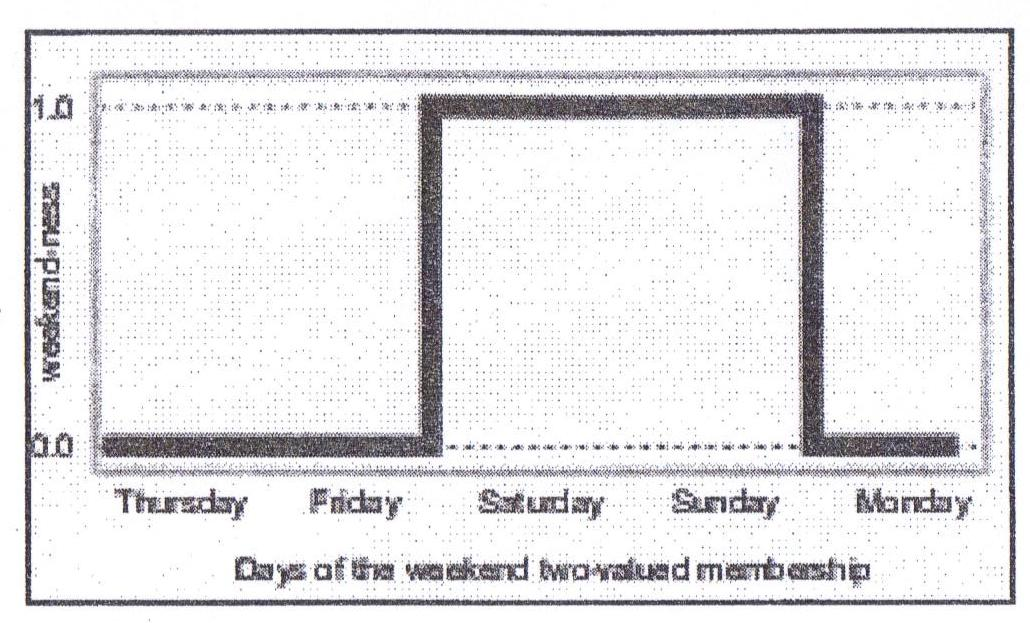 1.0
weekend-ness
0.0
Thursday Friday Saturday Sunday Monday
Days of the weekend two-valued membership